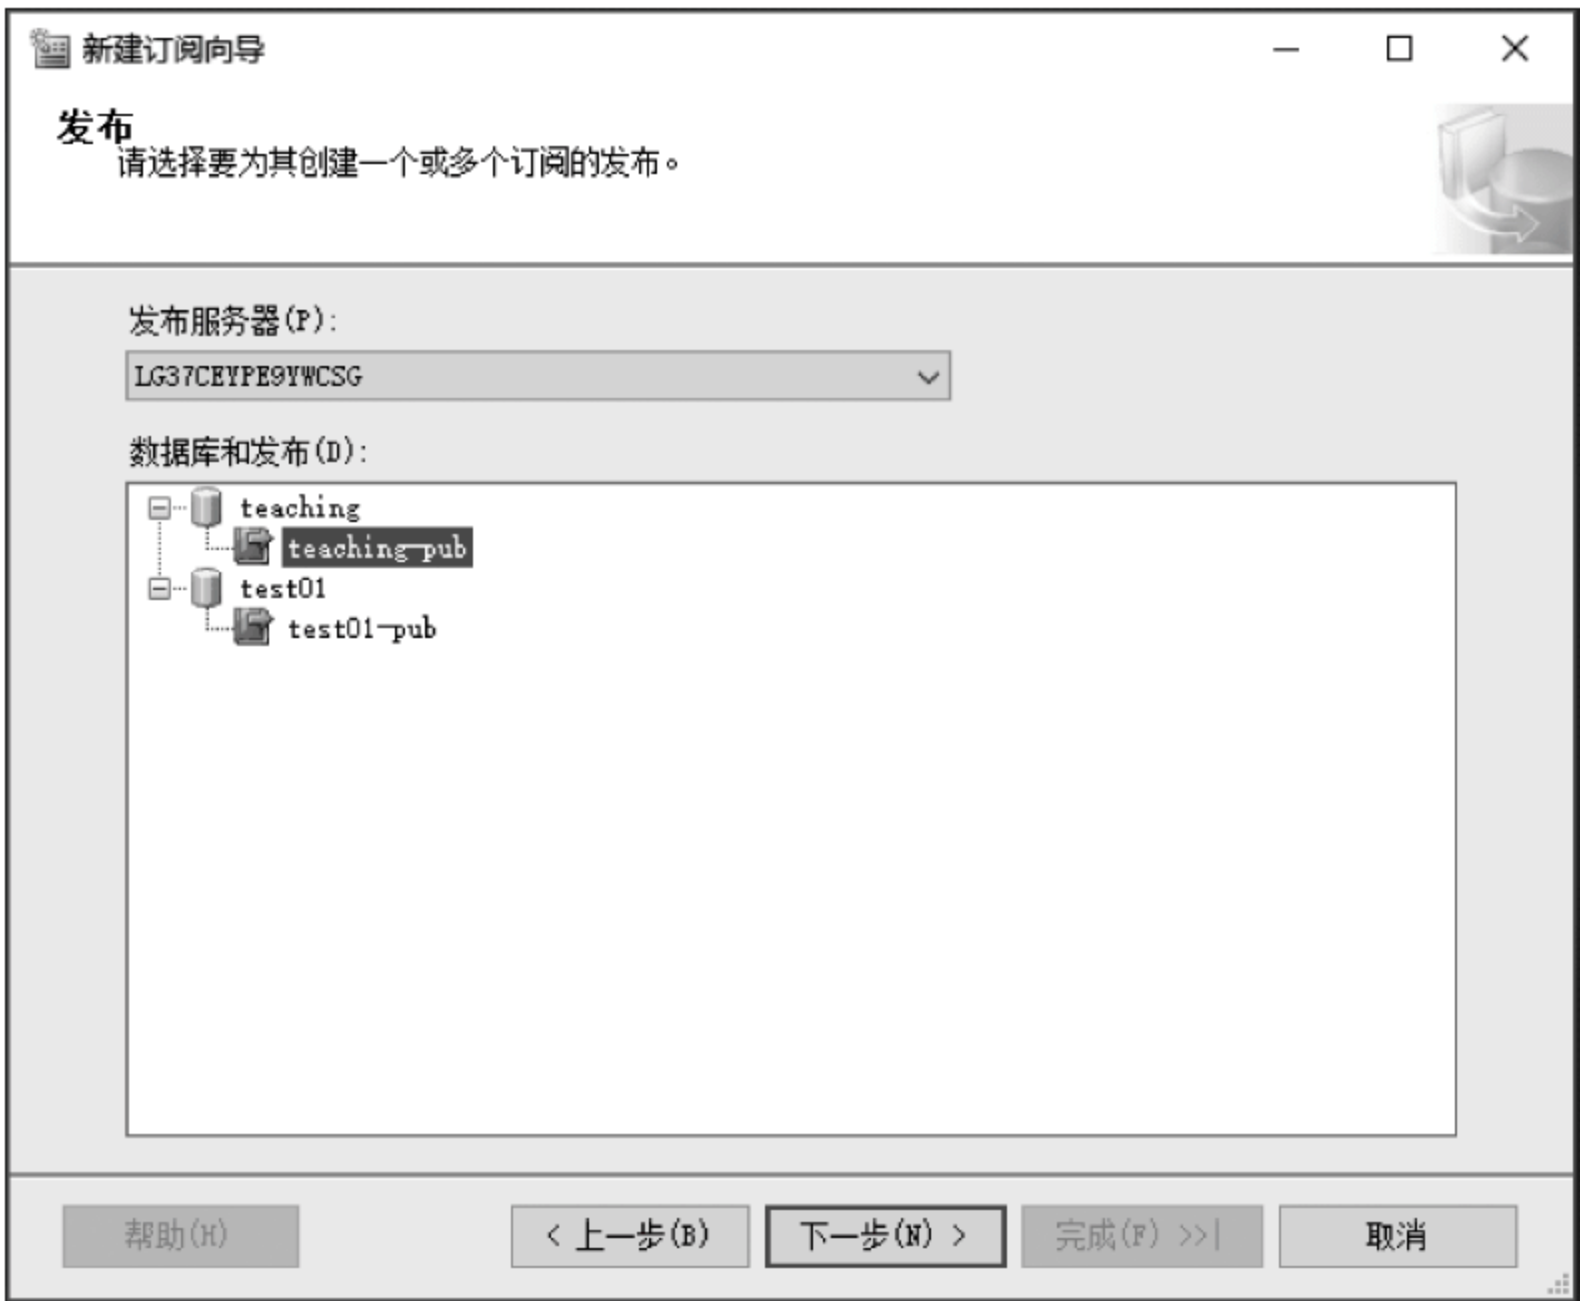 新建订阅向导
发布
请选择要为其创建一个或多个订阅的发布。
发布服务器(P):
LG37CEYPE9YWCSG
数据库和发布(D):
teaching
teaching-pub
test01
test01-pub
帮助(H)
< 上一步(B)
下一步(N) >
完成(F) >>|
取消